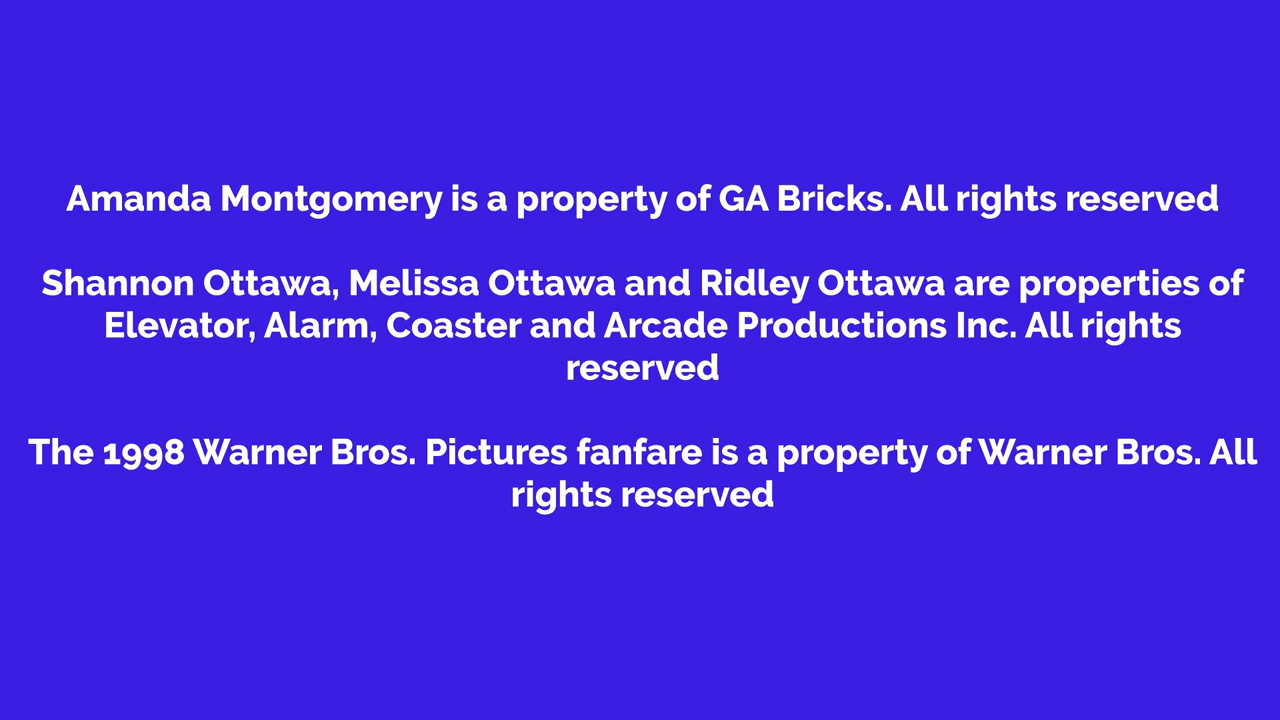 Amanda Montgomery is a property of GA Bricks. All rights reserved
Shannon Ottawa, Melissa Ottawa and Ridley Ottawa are properties of
Elevator, Alarm, Coaster and Arcade Productions Inc. All rights
reserved
The 1998 Warner Bros. Pictures fanfare is a property of Warner Bros. All
rights reserved